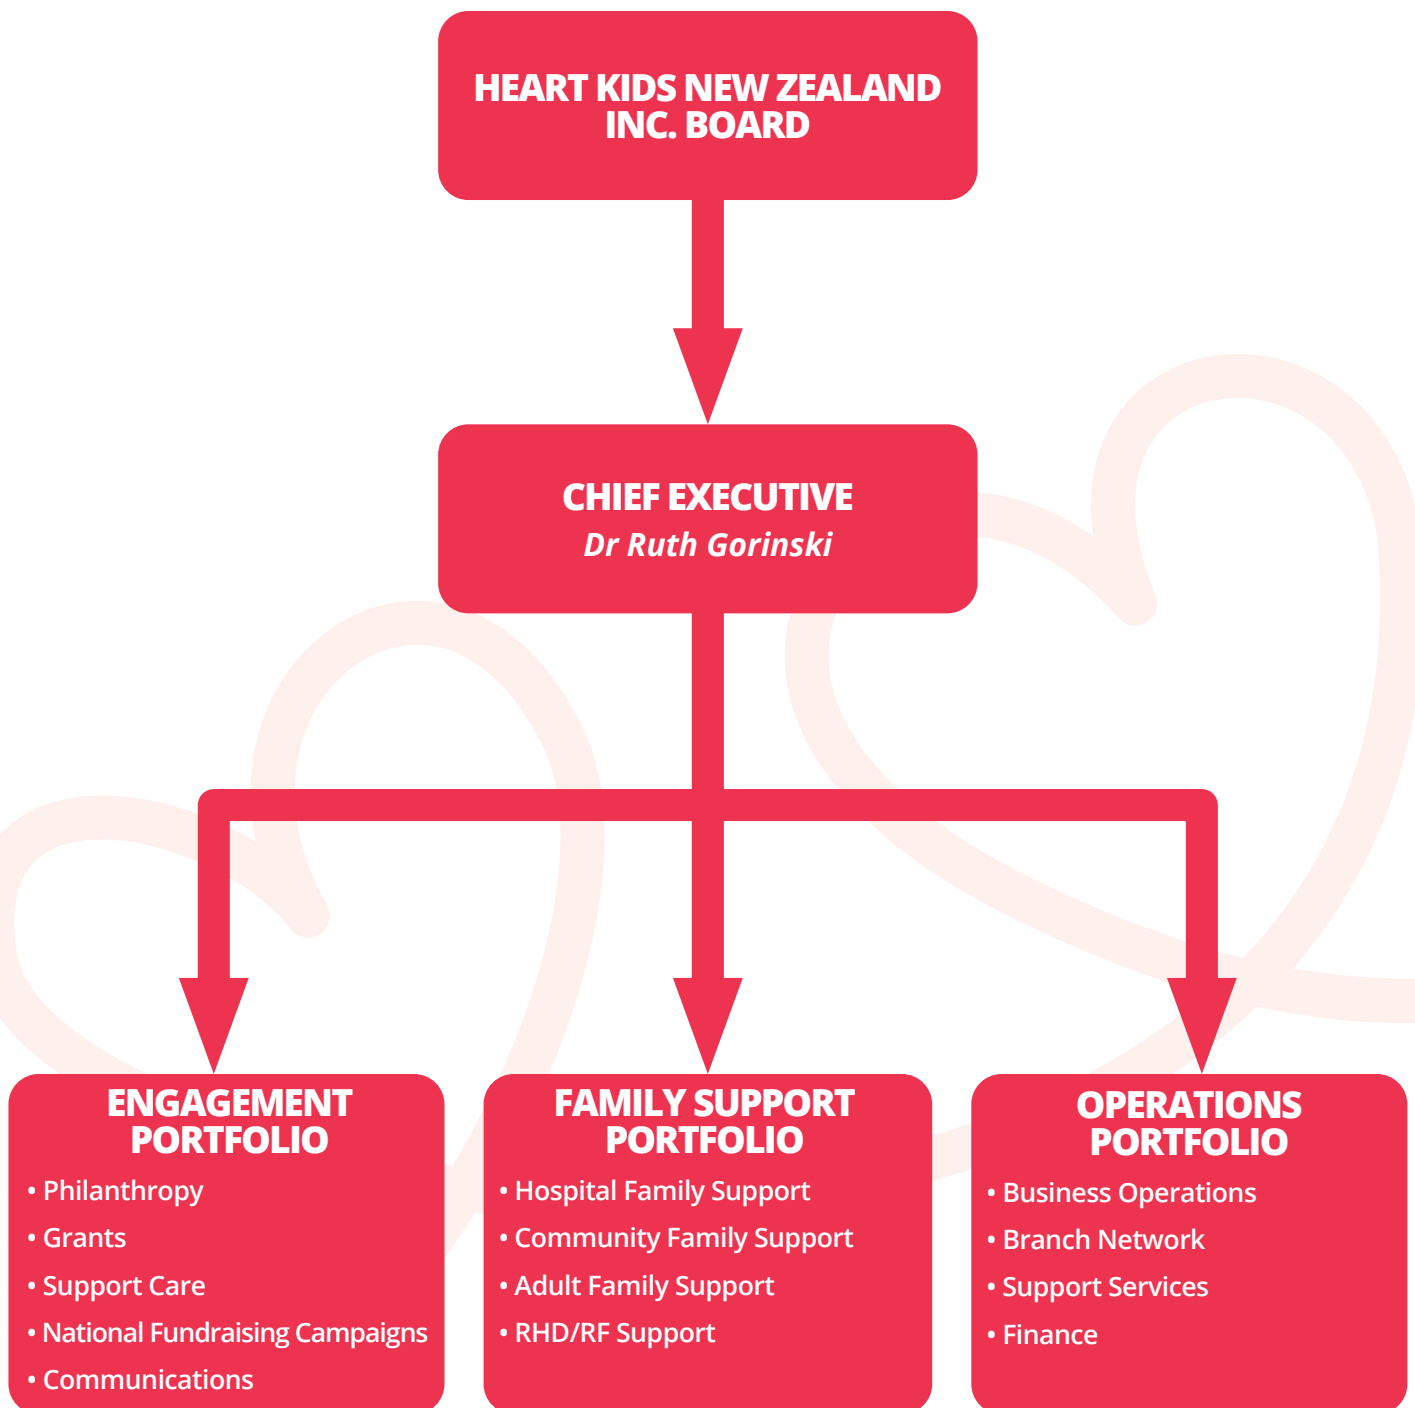 HEART KIDS NEW ZEALAND
INC. BOARD
CHIEF EXECUTIVE
Dr Ruth Gorinski
ENGAGEMENT
PORTFOLIO
• Philanthropy
• Grants
• Support Care
• National Fundraising Campaigns
• Communications
FAMILY SUPPORT
PORTFOLIO
• Hospital Family Support
• Community Family Support
• Adult Family Support
• RHD/RF Support
OPERATIONS
PORTFOLIO
• Business Operations
• Branch Network
• Support Services
• Finance